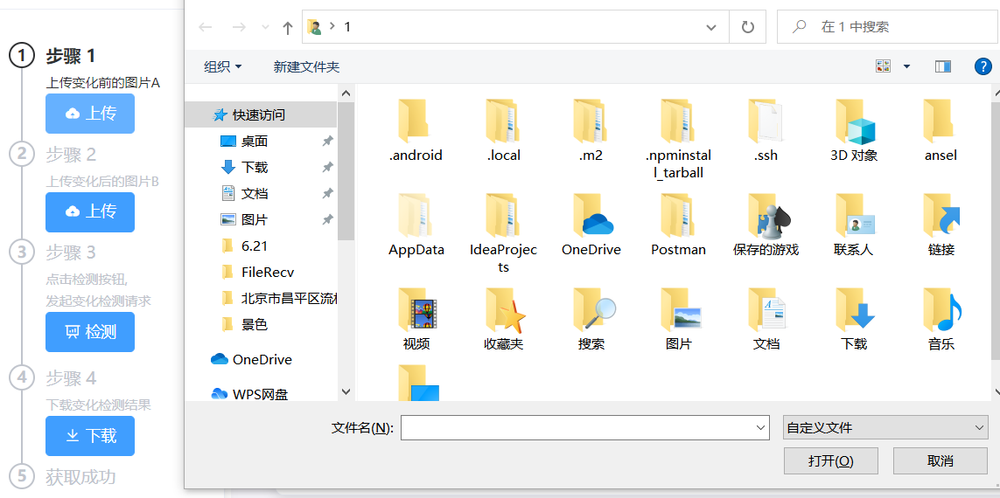 1 步骤 1
上传变化前的图片A
上传
2 步骤 2
上传变化后的图片B
上传
3 步骤 3
点击检测按钮,
发起变化检测请求
检测
4 步骤 4
下载变化检测结果
下载
5 获取成功
1
在 1 中搜索
组织
新建文件夹
?
快速访问
桌面
下载
文档
图片
6.21
FileRecv
北京市昌平区流
景色
OneDrive
WPS网盘
.android
.local
.m2
.npminstal
l_tarball
.ssh
3D 对象
ansel
AppData
IdeaProjec
ts
OneDrive
Postman
保存的游戏
联系人
链接
视频
收藏夹
搜索
图片
文档
下载
音乐
文件名(N):
自定义文件
打开(O)
取消